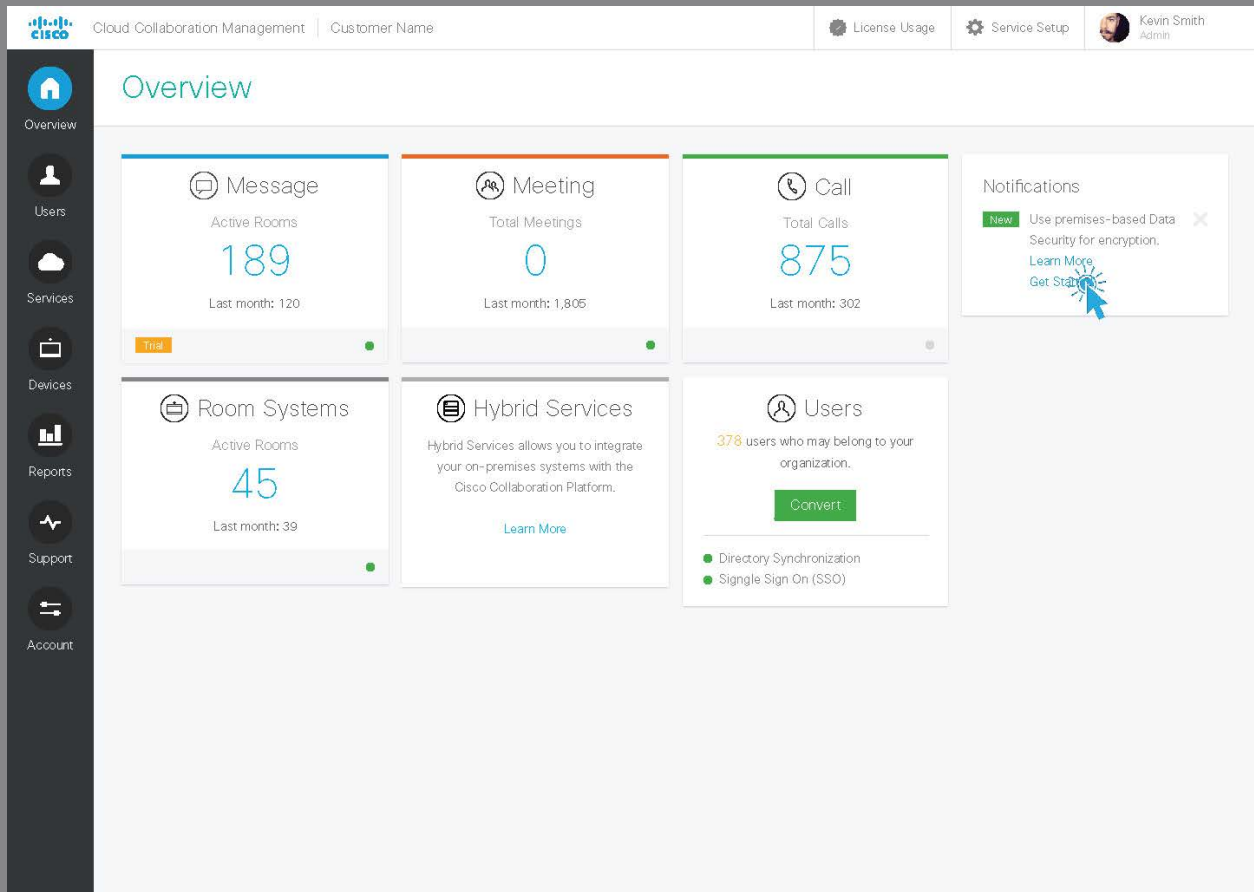 CISCO
Cloud Collaboration Management
Customer Name
License Usage
Service Setup
Kevin Smith
Admin
Overview
Users
Services
Devices
Reports
Support
Account
Overview
Message
Active Rooms
189
Last month: 120
Trial
Meeting
Total Meetings
0
Last month: 1,805
Call
Total Calls
875
Last month: 302
Notifications
New
Use premises-based Data
Security for encryption.
Learn More
Get
Room Systems
Active Rooms
45
Last month: 39
Hybrid Services
Hybrid Services allows you to integrate
your on-premises systems with the
Cisco Collaboration Platform.
Learn More
Users
378 users who may belong to your
organization.
Convert
Directory Synchronization
Signgle Sign On (SSO)